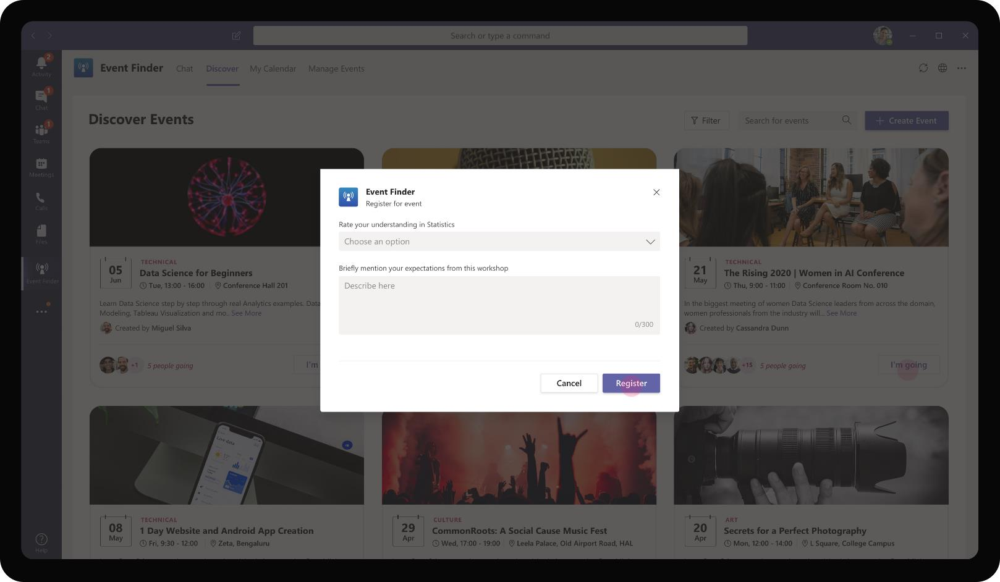 Search or type a command
2
Activity
1
Chat
1
Teams
Meetings
Calls
Files
Event Finder
Help
Event Finder
Chat
Discover
My Calendar
Manage Events
Discover Events
Filter
Search for events
Create Event
05
Jun
TECHNICAL
Data Science for Beginners
Tue, 13:00 - 16:00
Conference Hall 201
Learn Data Science step by step through real Analytics examples. Data
Modeling, Tableau Visualization and mo.. See More
Created by Miguel Silva
+1
5 people going
I'm
Event Finder
Register for event
Rate your understanding in Statistics
Choose an option
Briefly mention your expectations from this workshop
Describe here
0/300
Cancel
Register
21
May
TECHNICAL
The Rising 2020 | Women in AI Conference
Thu, 9:00 - 11:00
Conference Room No. 010
In the biggest meeting of women Data Science leaders from across the domain,
women professionals from the industry will... See More
Created by Cassandra Dunn
+15
5 people going
I'm going
Live data
08
May
TECHNICAL
1 Day Website and Android App Creation
Fri, 9:30 - 12:00
Zeta, Bengaluru
29
Apr
CULTURE
CommonRoots: A Social Cause Music Fest
Wed, 17:00 - 19:00
Leela Palace, Old Airport Road, HAL
20
Apr
ART
Secrets for a Perfect Photography
Mon, 12:00 - 14:00
L Square, College Campus